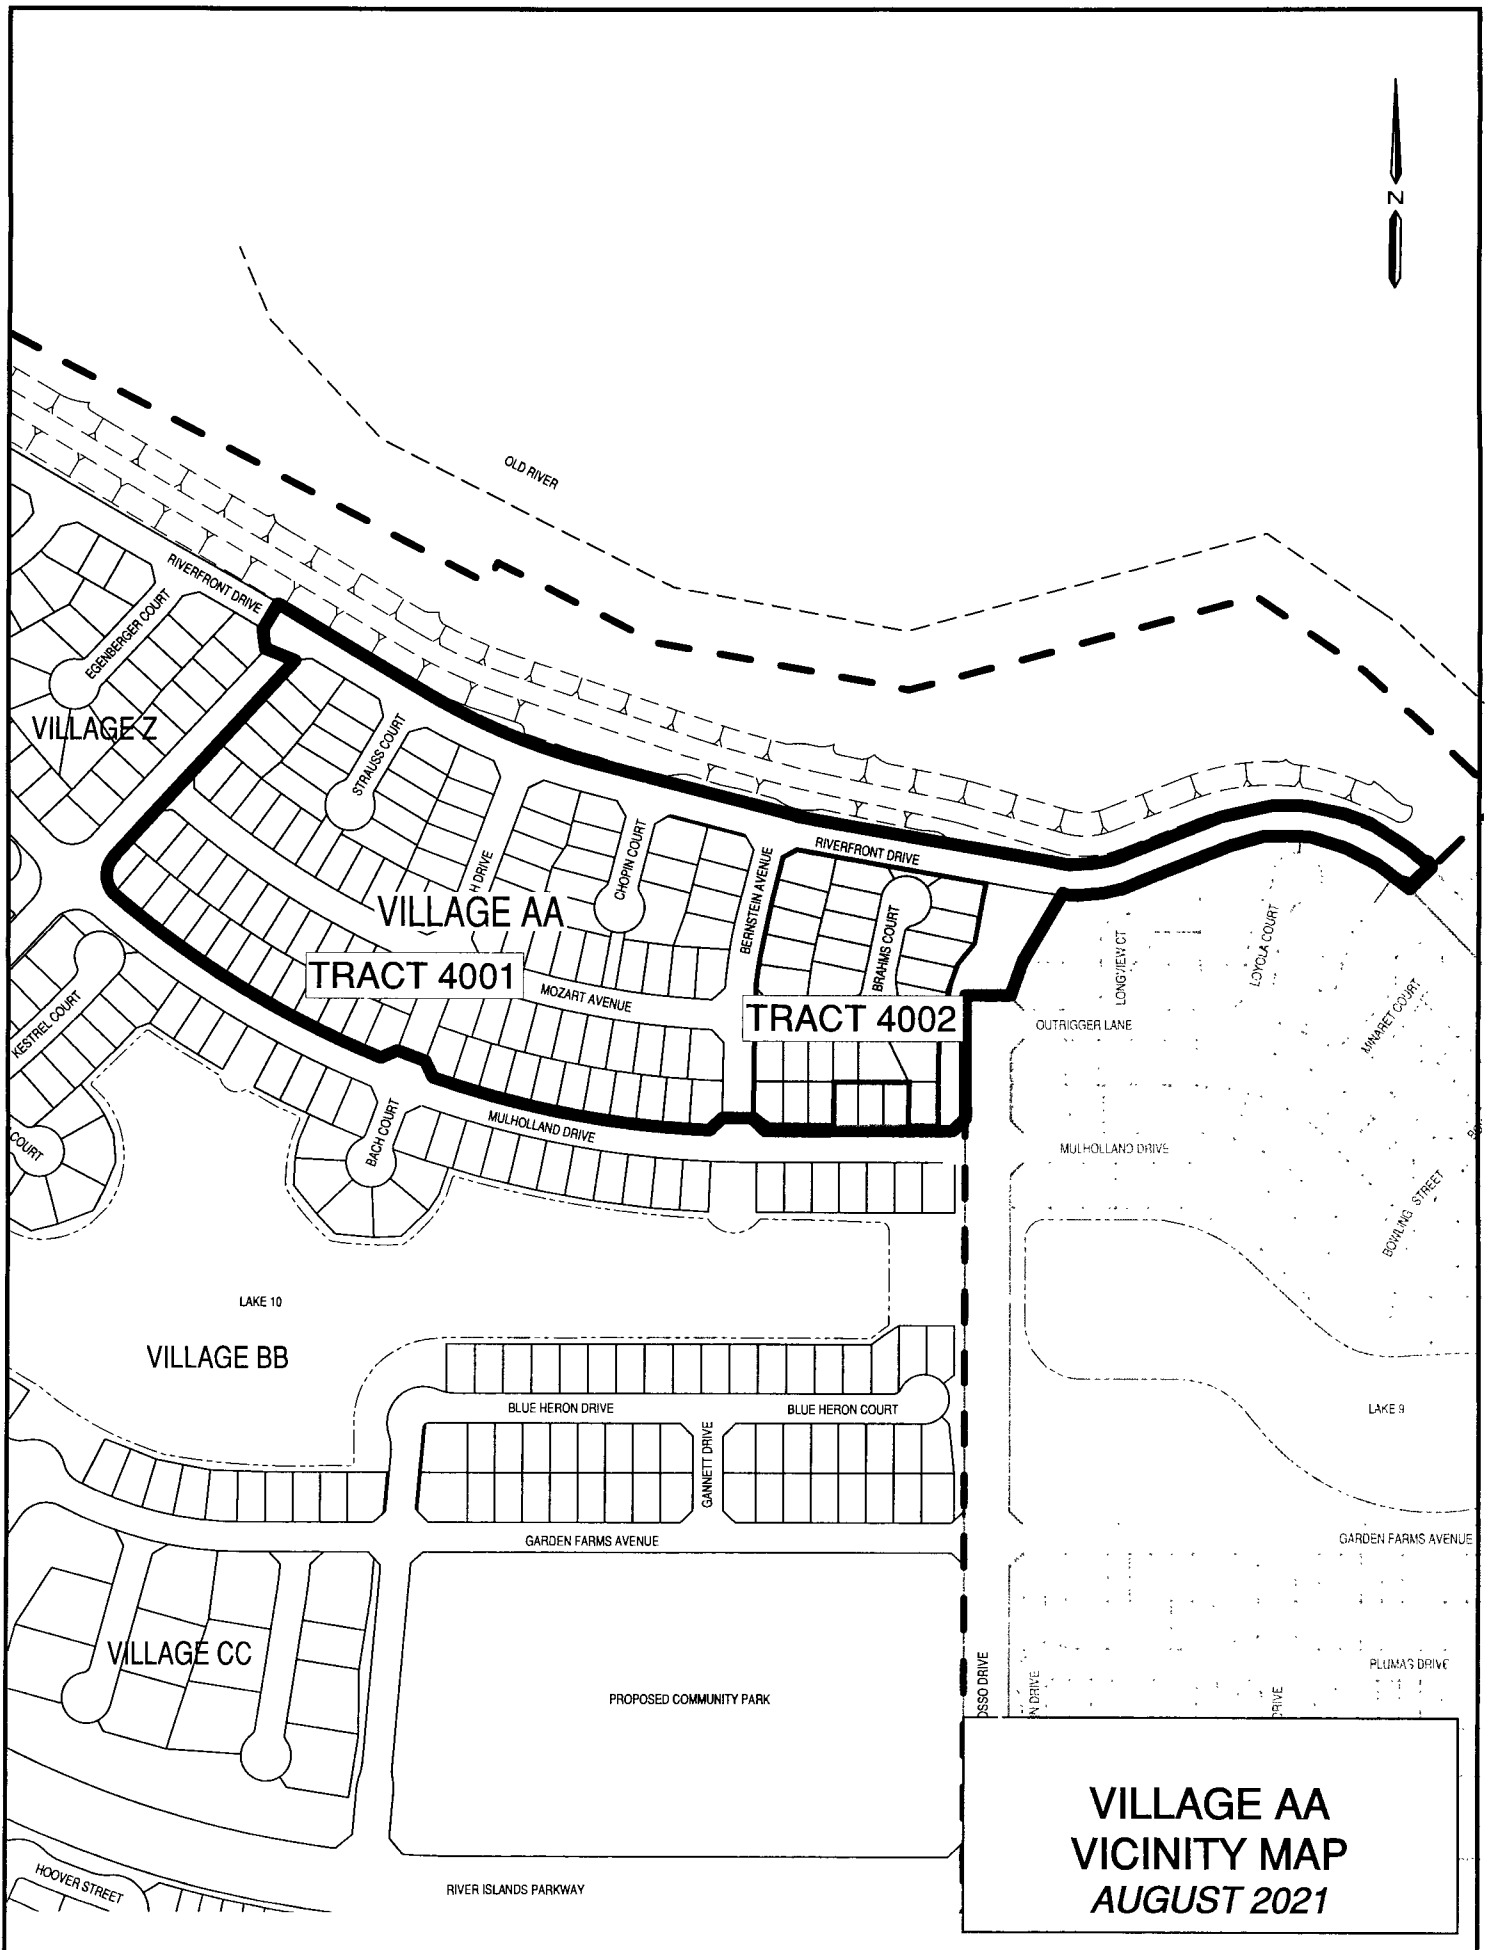 N
OLD RIVER
RIVERFRONT DRIVE
EGENBERGER COURT
VILLAGE Z
STRAUSS COURT
CHOPIN COURT
H DRIVE
VILLAGE AA
TRACT 4001
MOZART AVENUE
BERNSTEIN AVENUE
RIVERFRONT DRIVE
BRAHMS COURT
TRACT 4002
LONGVIEW CT
LOYOLA COURT
MINARET COURT
OUTRIGGER LANE
KESTREL COURT
COURT
BACH COURT
MULHOLLAND DRIVE
MULHOLLAND DRIVE
BOWLING STREET
LAKE 10
VILLAGE BB
BLUE HERON DRIVE
BLUE HERON COURT
GANNETT DRIVE
LAKE 9
GARDEN FARMS AVENUE
GARDEN FARMS AVENUE
VILLAGE CC
PROPOSED COMMUNITY PARK
OSSO DRIVE
N DRIVE
DRIVE
PLUMAS DRIVE
HOOVER STREET
RIVER ISLANDS PARKWAY
VILLAGE AA
VICINITY MAP
AUGUST 2021